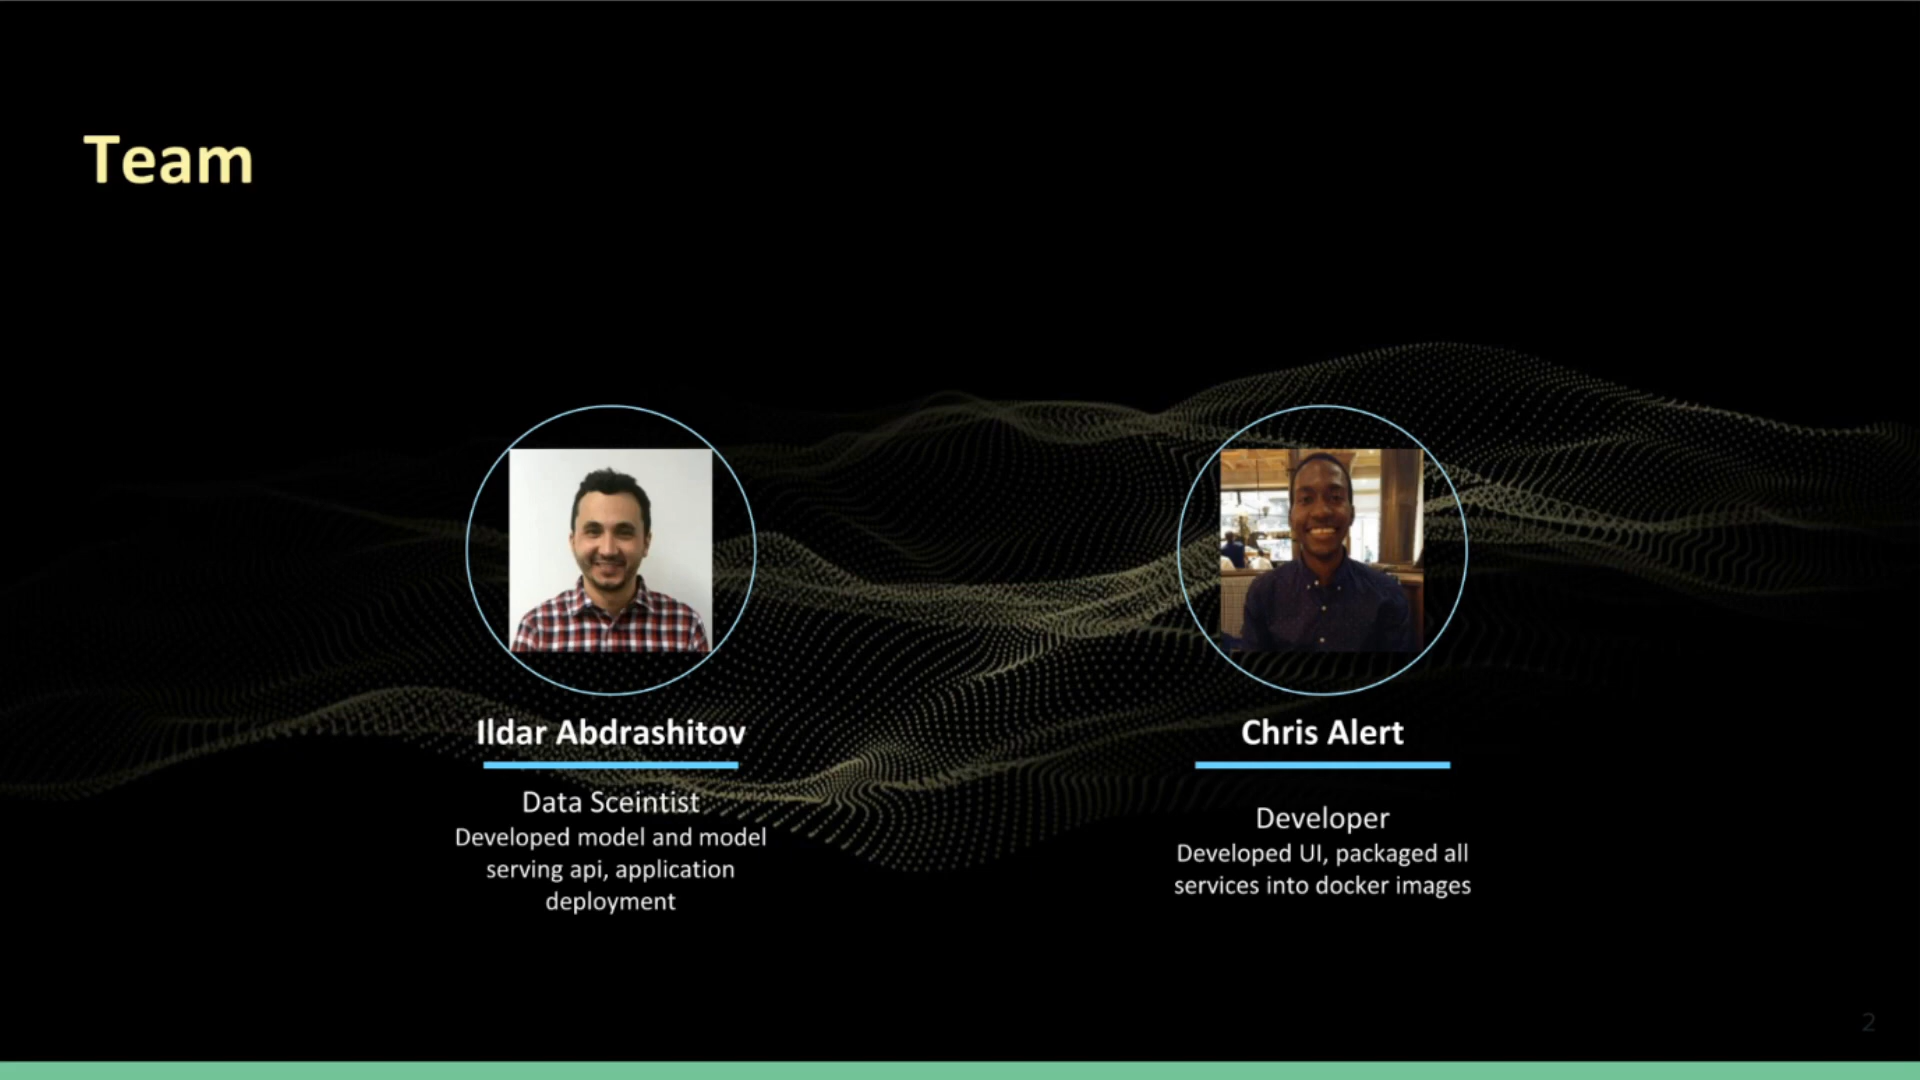 Team
Ildar Abdrashitov
Data Sceintist
Developed model and model
serving api, application
deployment
Chris Alert
Developer
Developed UI, packaged all
services into docker images
2